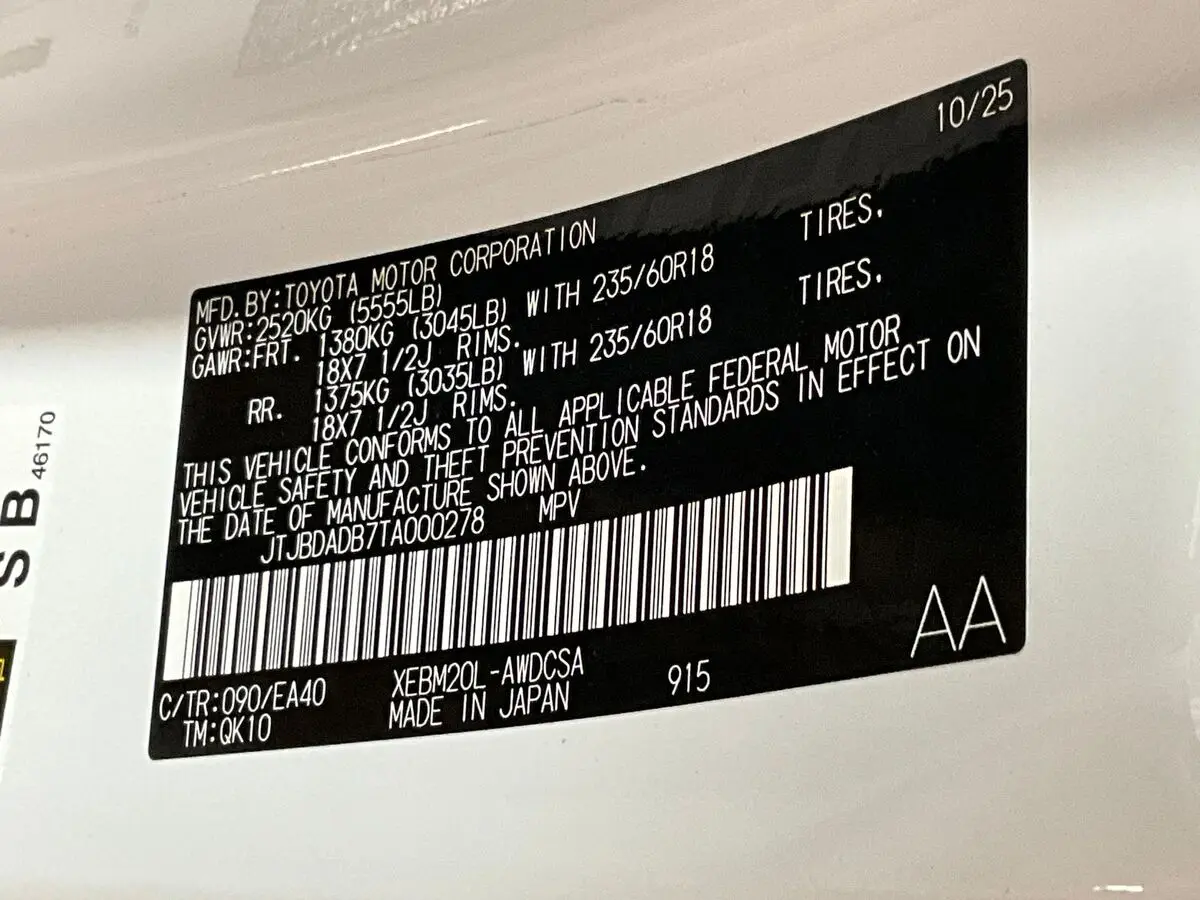 10/25
MFD. BY:TOYOTA MOTOR CORPORATION
GVWR:2520KG (5555LB)
GAWR:FRT. 1380KG (3045LB) WITH 235/60R18 TIRES,
18X7 1/2J RIMS.
RR. 1375KG (3035LB) WITH 235/60R18 TIRES,
18X7 1/2J RIMS.
THIS VEHICLE CONFORMS TO ALL APPLICABLE FEDERAL MOTOR
VEHICLE SAFETY AND THEFT PREVENTION STANDARDS IN EFFECT ON
THE DATE OF MANUFACTURE SHOWN ABOVE.
JTJBDADB7TA000278 MPV
C/TR:090/EA40 XEBM20L-AWDCSA 915 AA
TM:QK10 MADE IN JAPAN
S B 46170